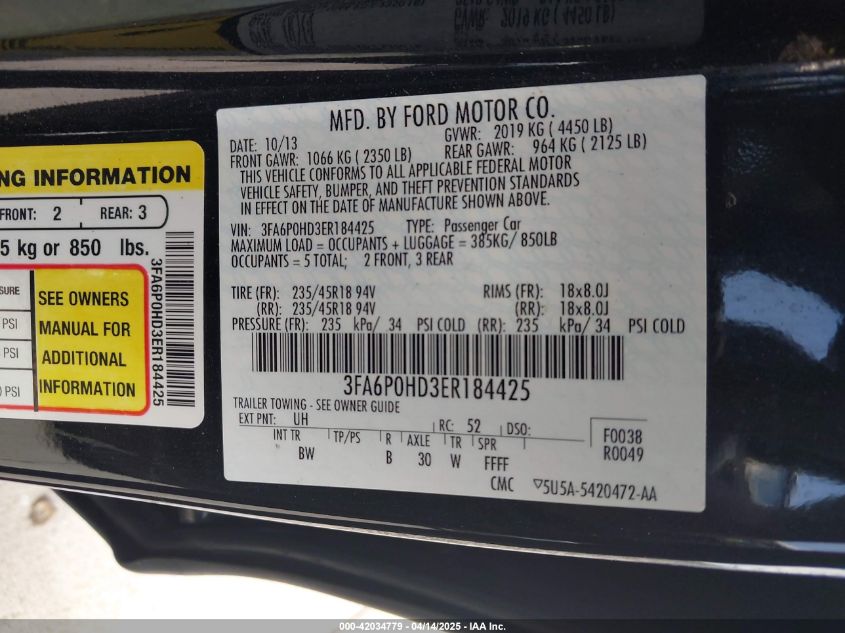 GVWR: 2019 KG (4450 LB)
MFD. BY FORD MOTOR CO.
DATE: 10/13
GVWR: 2019 KG ( 4450 LB)
FRONT GAWR: 1066 KG ( 2350 LB)
REAR GAWR: 964 KG ( 2125 LB)
THIS VEHICLE CONFORMS TO ALL APPLICABLE FEDERAL MOTOR
VEHICLE SAFETY, BUMPER, AND THEFT PREVENTION STANDARDS
IN EFFECT ON THE DATE OF MANUFACTURE SHOWN ABOVE.
VIN: 3FA6P0HD3ER184425 TYPE: Passenger Car
MAXIMUM LOAD = OCCUPANTS + LUGGAGE = 385KG/ 850LB
OCCUPANTS = 5 TOTAL; 2 FRONT, 3 REAR
TIRE (FR): 235/45R18 94V RIMS (FR): 18x8.0J
(RR): 235/45R18 94V (RR): 18x8.0J
PRESSURE (FR): 235 kPa/ 34 PSI COLD (RR): 235 kPa/ 34 PSI COLD
3FA6P0HD3ER184425
TRAILER TOWING - SEE OWNER GUIDE
EXT PNT: UH RC: 52 DSO:
INT TR TP/PS R AXLE TR SPR
BW B 30 W FFFF
F0038
R0049
CMC ▽5U5A-5420472-AA
NG INFORMATION
FRONT: 2 REAR: 3
5 kg or 850 lbs.
SURE
PSI
PSI
PSI
SEE OWNERS
MANUAL FOR
ADDITIONAL
INFORMATION
3FA6P0HD3ER184425
000-42034779 - 04/14/2025 - IAA Inc.